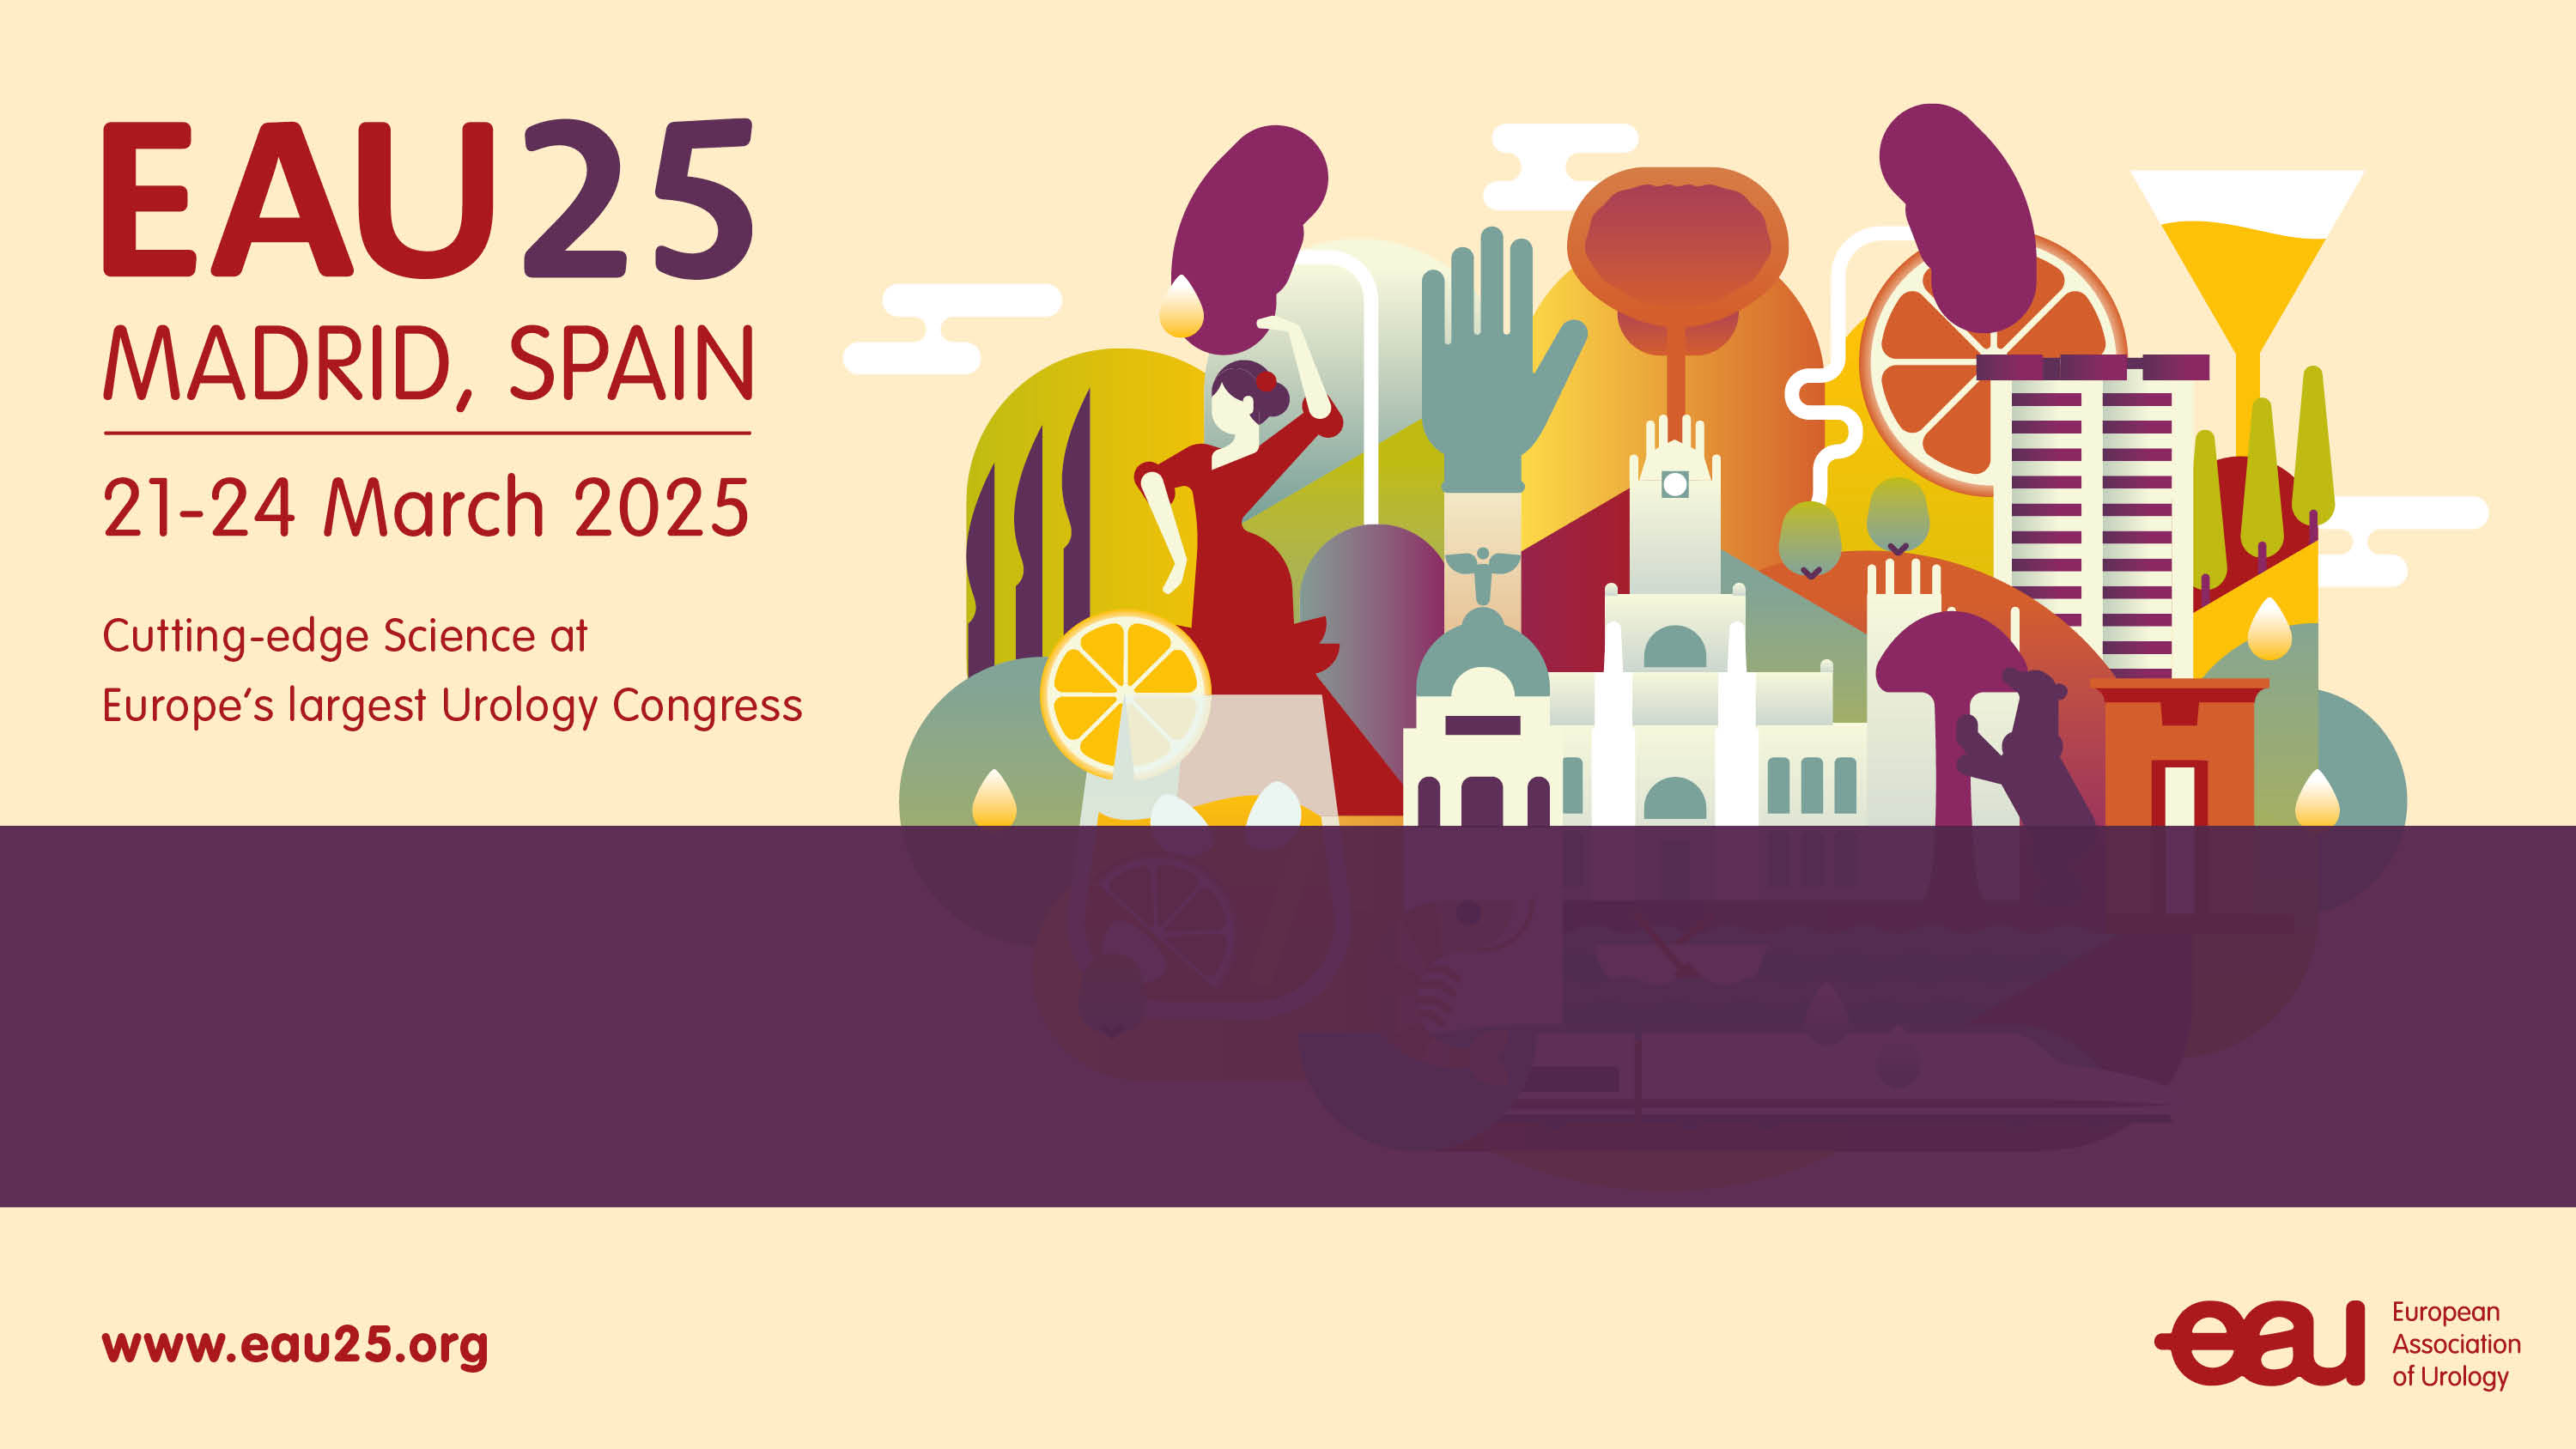 EAU25
MADRID, SPAIN
21-24 March 2025
Cutting-edge Science at
Europe's largest Urology Congress
www.eau25.org
eau
European
Association
of Urology